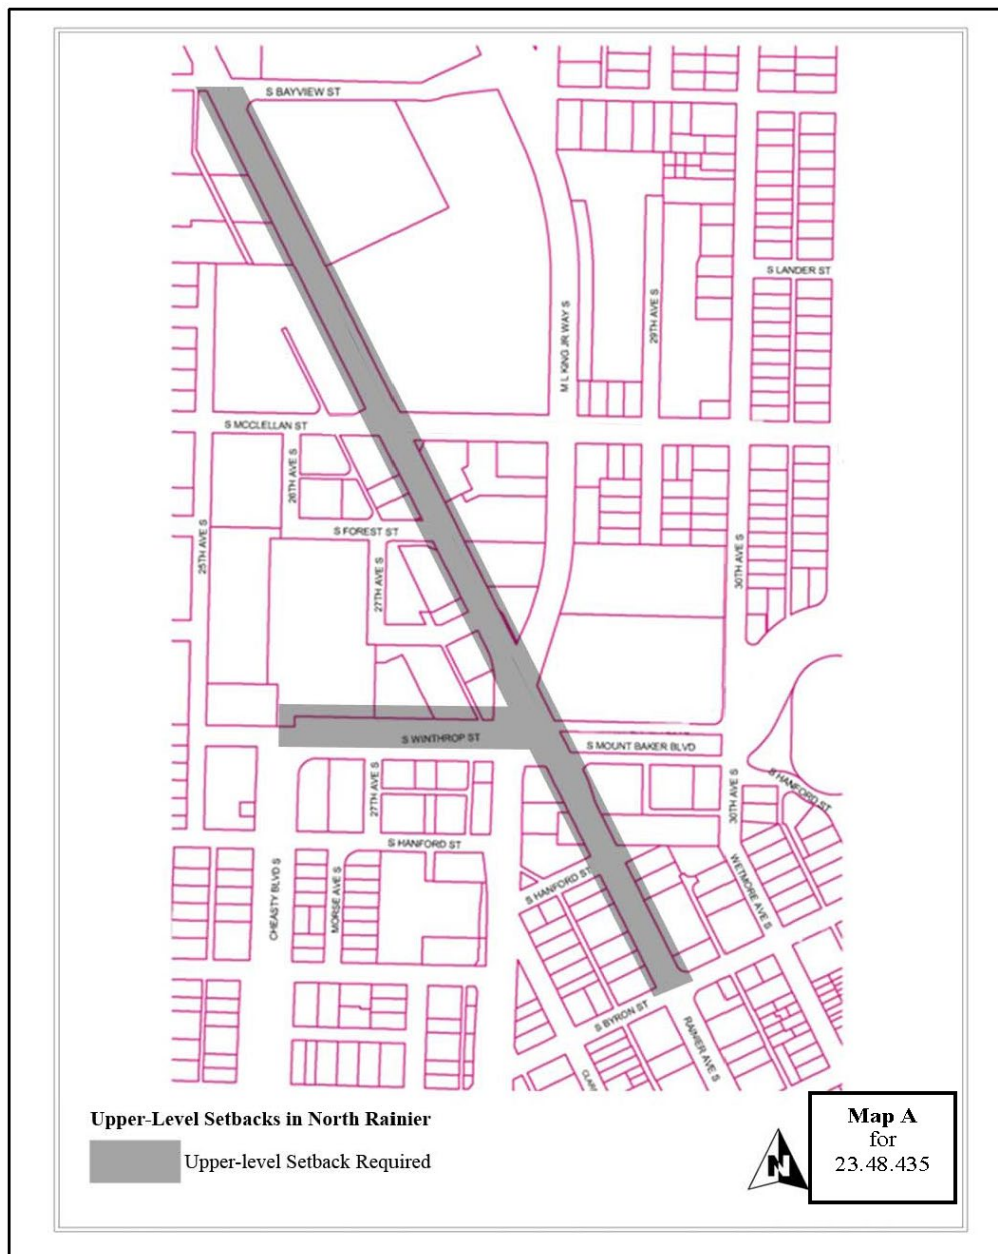 S BAYVIEW ST
S LANDER ST
29TH AVE S
M L KING JR WAY S
S MCCLELLAN ST
26TH AVE S
S FOREST ST
25TH AVE S
27TH AVE S
30TH AVE S
S WINTHROP ST
S MOUNT BAKER BLVD
27TH AVE S
30TH AVE S
S HANFORD ST
S HANFORD ST
CHEASTY BLVD S
MORSE AVE S
S HANFORD ST
WETMORE AVE S
S BYRON ST
RAINIER AVE S
Upper-Level Setbacks in North Rainier
Upper-level Setback Required
N
Map A
for
23.48.435